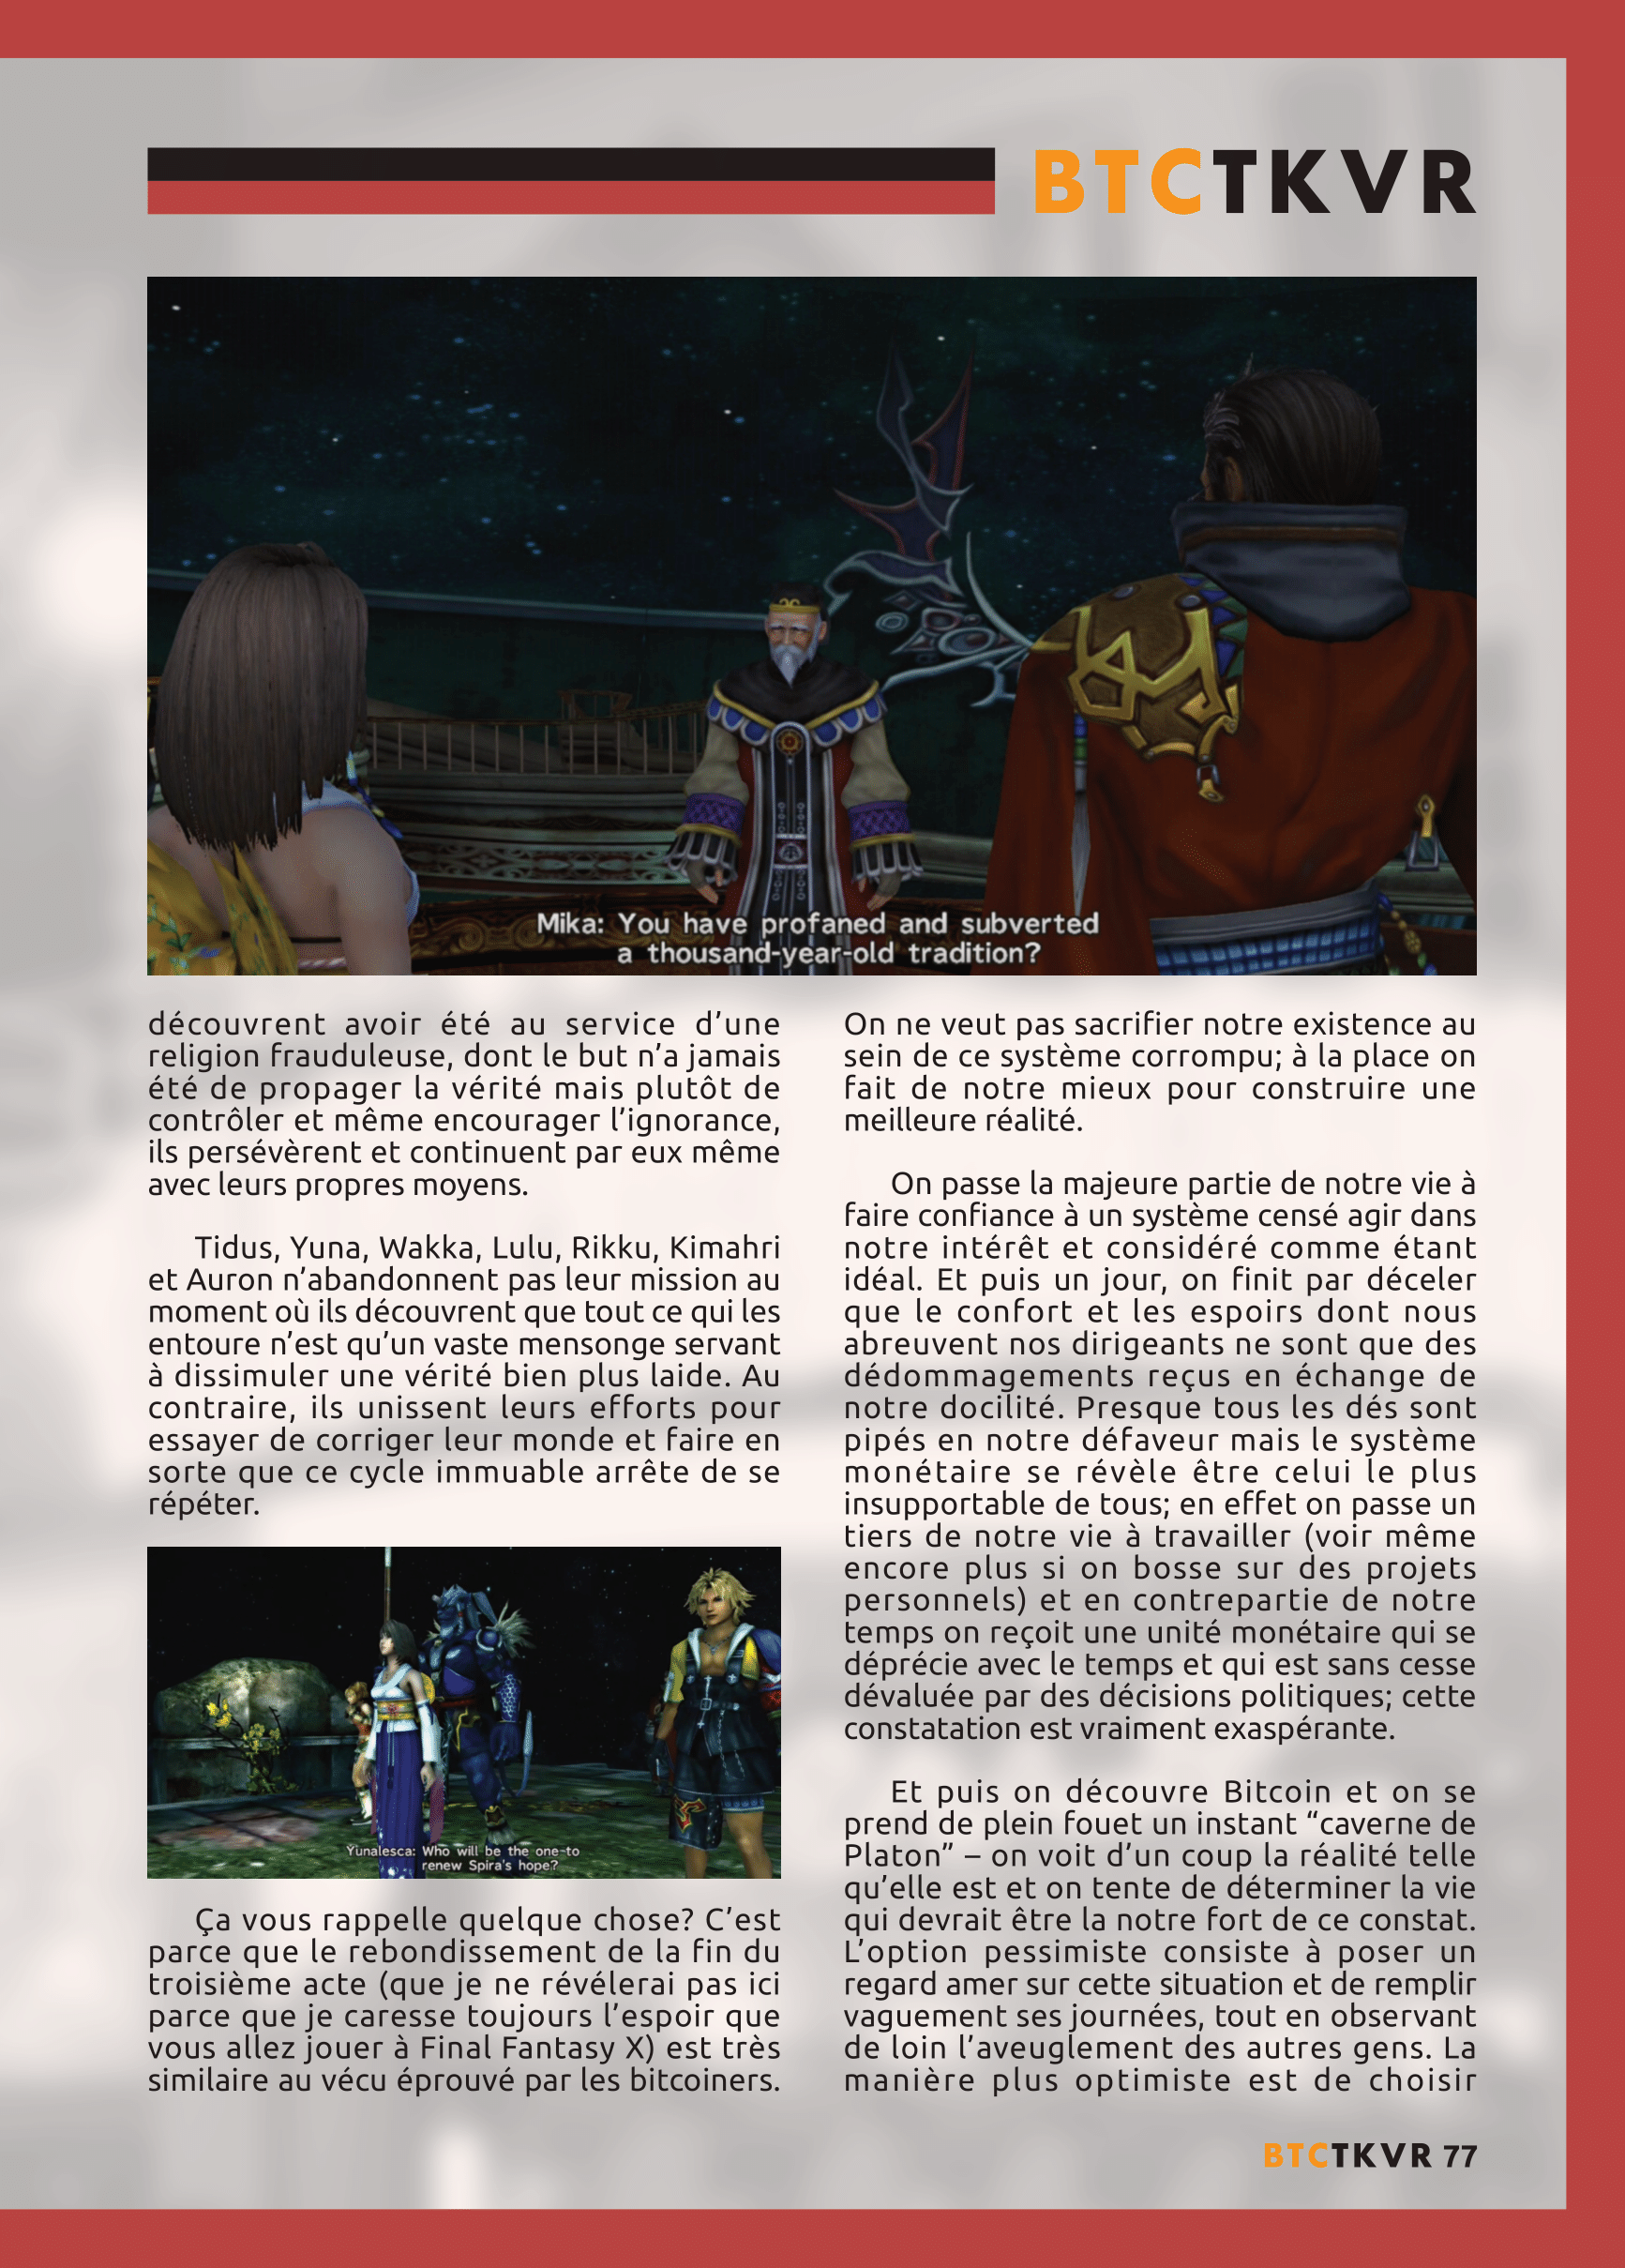 BTCTKVR
Mika: You have profaned and subverted
a thousand-year-old tradition?
découvrent avoir été au service d’une
religion frauduleuse, dont le but n’a jamais
été de propager la vérité mais plutôt de
contrôler et même encourager l’ignorance,
ils persévèrent et continuent par eux même
avec leurs propres moyens.
Tidus, Yuna, Wakka, Lulu, Rikku, Kimahri
et Auron n’abandonnent pas leur mission au
moment où ils découvrent que tout ce qui les
entoure n’est qu’un vaste mensonge servant
à dissimuler une vérité bien plus laide. Au
contraire, ils unissent leurs efforts pour
essayer de corriger leur monde et faire en
sorte que ce cycle immuable arrête de se
répéter.
Yunalesca: Who will be the one to
renew Spira's hope?
Ça vous rappelle quelque chose? C’est
parce que le rebondissement de la fin du
troisième acte (que je ne révélerai pas ici
parce que je caresse toujours l’espoir que
vous allez jouer à Final Fantasy X) est très
similaire au vécu éprouvé par les bitcoiners.
On ne veut pas sacrifier notre existence au
sein de ce système corrompu; à la place on
fait de notre mieux pour construire une
meilleure réalité.
On passe la majeure partie de notre vie à
faire confiance à un système censé agir dans
notre intérêt et considéré comme étant
idéal. Et puis un jour, on finit par déceler
que le confort et les espoirs dont nous
abreuvent nos dirigeants ne sont que des
dédommagements reçus en échange de
notre docilité. Presque tous les dés sont
pipés en notre défaveur mais le système
monétaire se révèle être celui le plus
insupportable de tous; en effet on passe un
tiers de notre vie à travailler (voir même
encore plus si on bosse sur des projets
personnels) et en contrepartie de notre
temps on reçoit une unité monétaire qui se
déprécie avec le temps et qui est sans cesse
dévaluée par des décisions politiques; cette
constatation est vraiment exaspérante.
Et puis on découvre Bitcoin et on se
prend de plein fouet un instant “caverne de
Platon” – on voit d’un coup la réalité telle
qu’elle est et on tente de déterminer la vie
qui devrait être la notre fort de ce constat.
L’option pessimiste consiste à poser un
regard amer sur cette situation et de remplir
vaguement ses journées, tout en observant
de loin l’aveuglement des autres gens. La
manière plus optimiste est de choisir
BTCTKVR 77